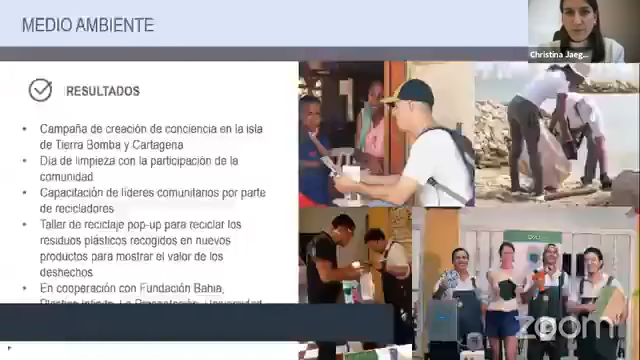 MEDIO AMBIENTE
Christina Jaeg...
RESULTADOS
• Campaña de creación de conciencia en la isla
de Tierra Bomba y Cartagena
• Día de limpieza con la participación de la
comunidad
• Capacitación de líderes comunitarios por parte
de recicladores
• Taller de reciclaje pop-up para reciclar los
residuos plásticos recogidos en nuevos
productos para mostrar el valor de los
deshechos
• En cooperación con Fundación Bahia,
zoom